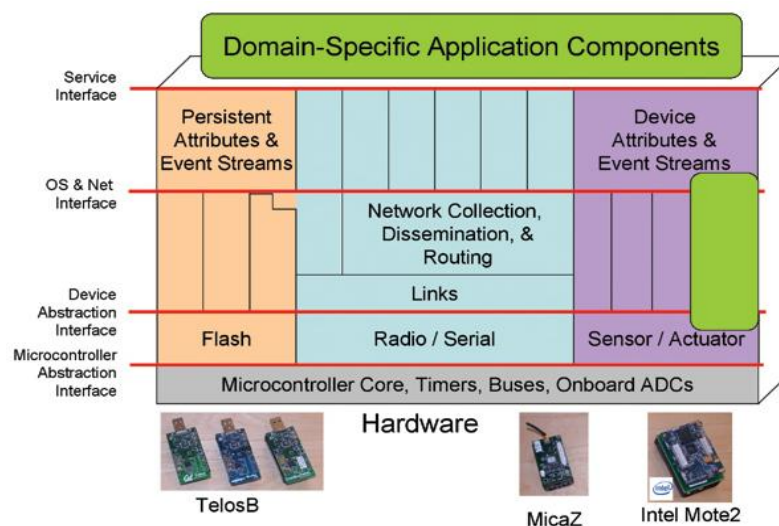 Domain-Specific Application Components
Service
Interface
Persistent
Attributes &
Event Streams
Device
Attributes &
Event Streams
OS & Net
Interface
Network Collection,
Dissemination, &
Routing
Links
Device
Abstraction
Interface
Flash
Radio / Serial
Sensor / Actuator
Microcontroller
Abstraction
Interface
Microcontroller Core, Timers, Buses, Onboard ADCs
Hardware
intel
TelosB
MicaZ
Intel Mote2